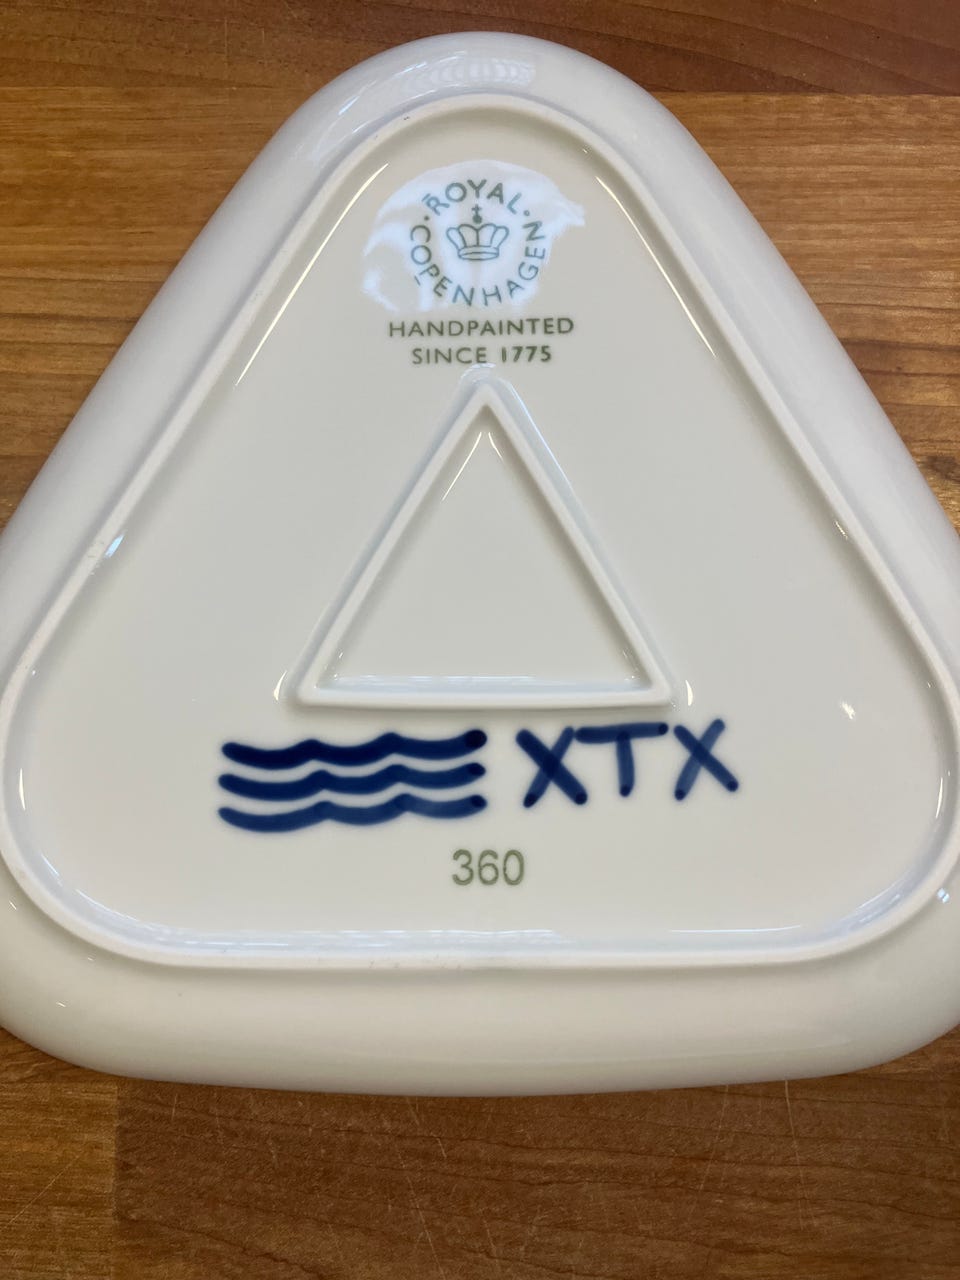 ROYAL·
·COPENHAGEN
HANDPAINTED
SINCE 1775
XTX
360